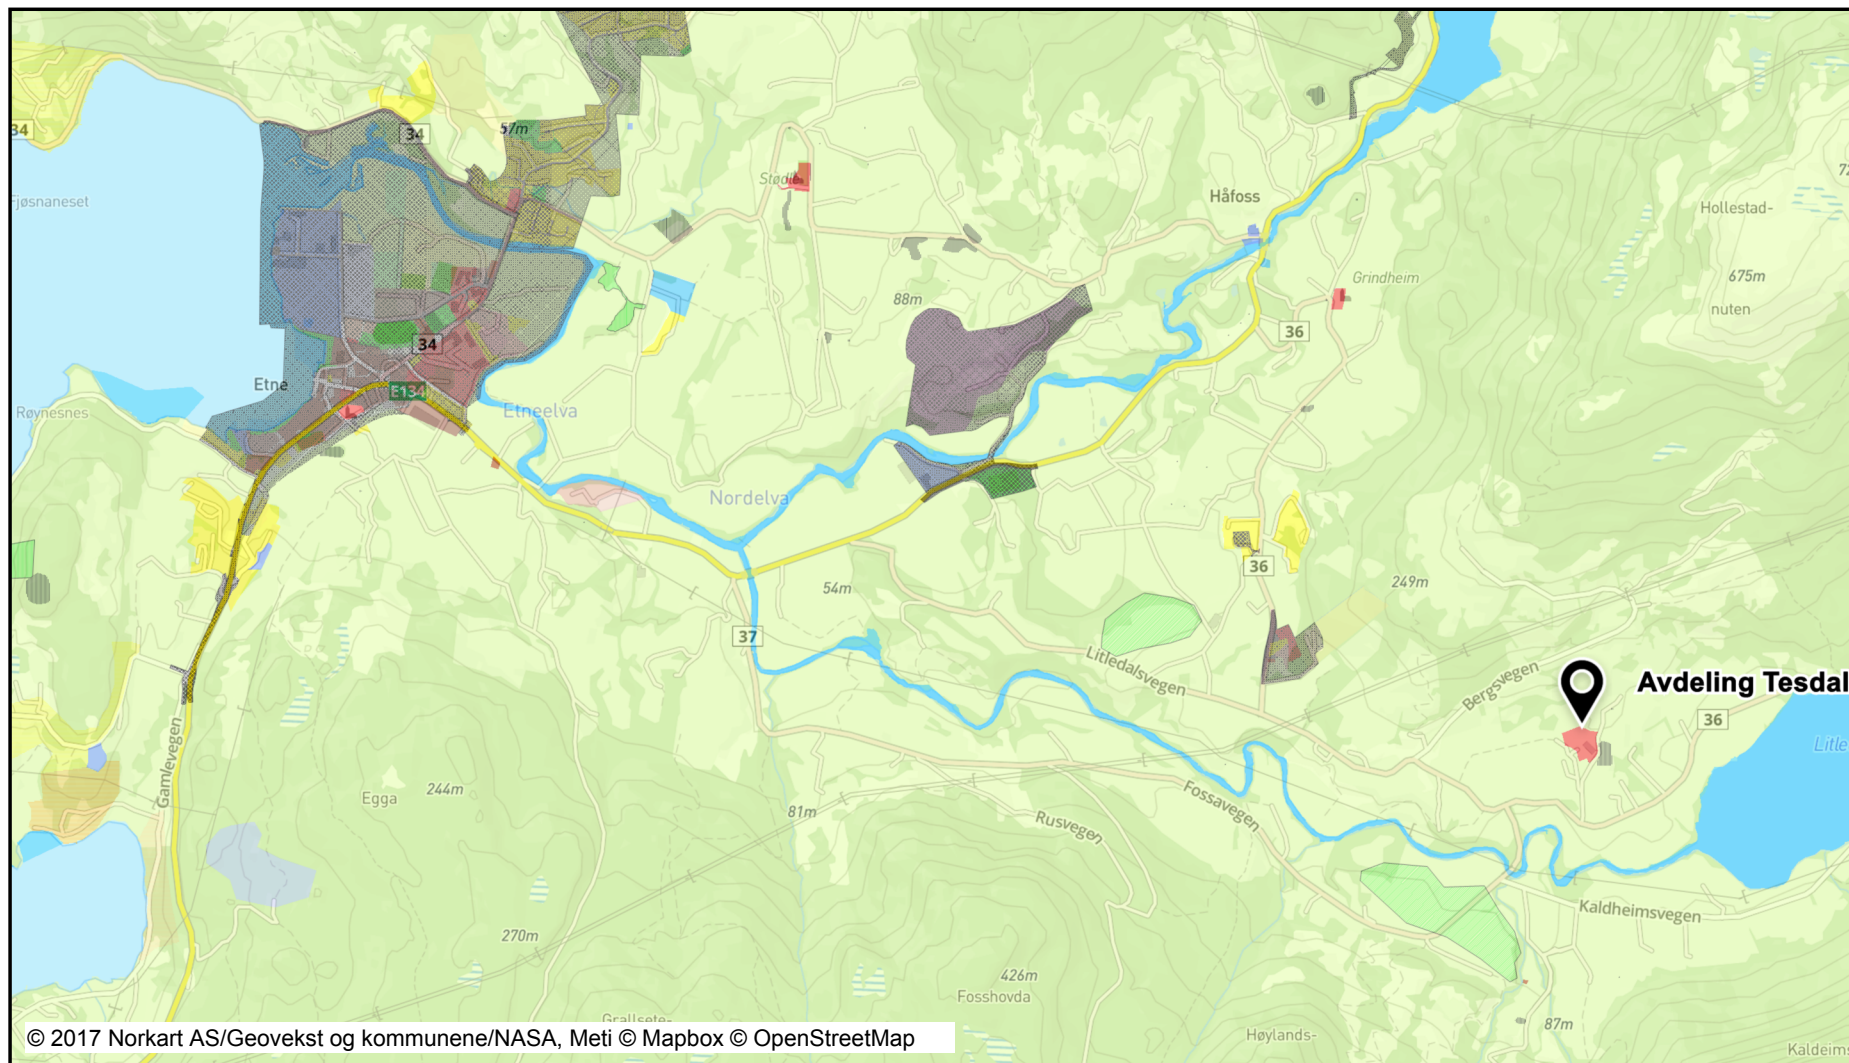 34
34
57m
Stødle
Håfoss
Fjøsnaneset
Hollestad-
675m
nuten
Grindheim
88m
36
34
Etne
E134
Røynesnes
Etneelva
Nordelva
36
249m
54m
37
Litledalsvegen
Bergsvegen
Avdeling Tesdal
36
Litle
Gamlevegen
Egga
244m
81m
Rusvegen
Fossavegen
Kaldheimsvegen
270m
426m
Fosshovda
Grallsete-
Høylands-
87m
Kaldeims
© 2017 Norkart AS/Geovekst og kommunene/NASA, Meti © Mapbox © OpenStreetMap